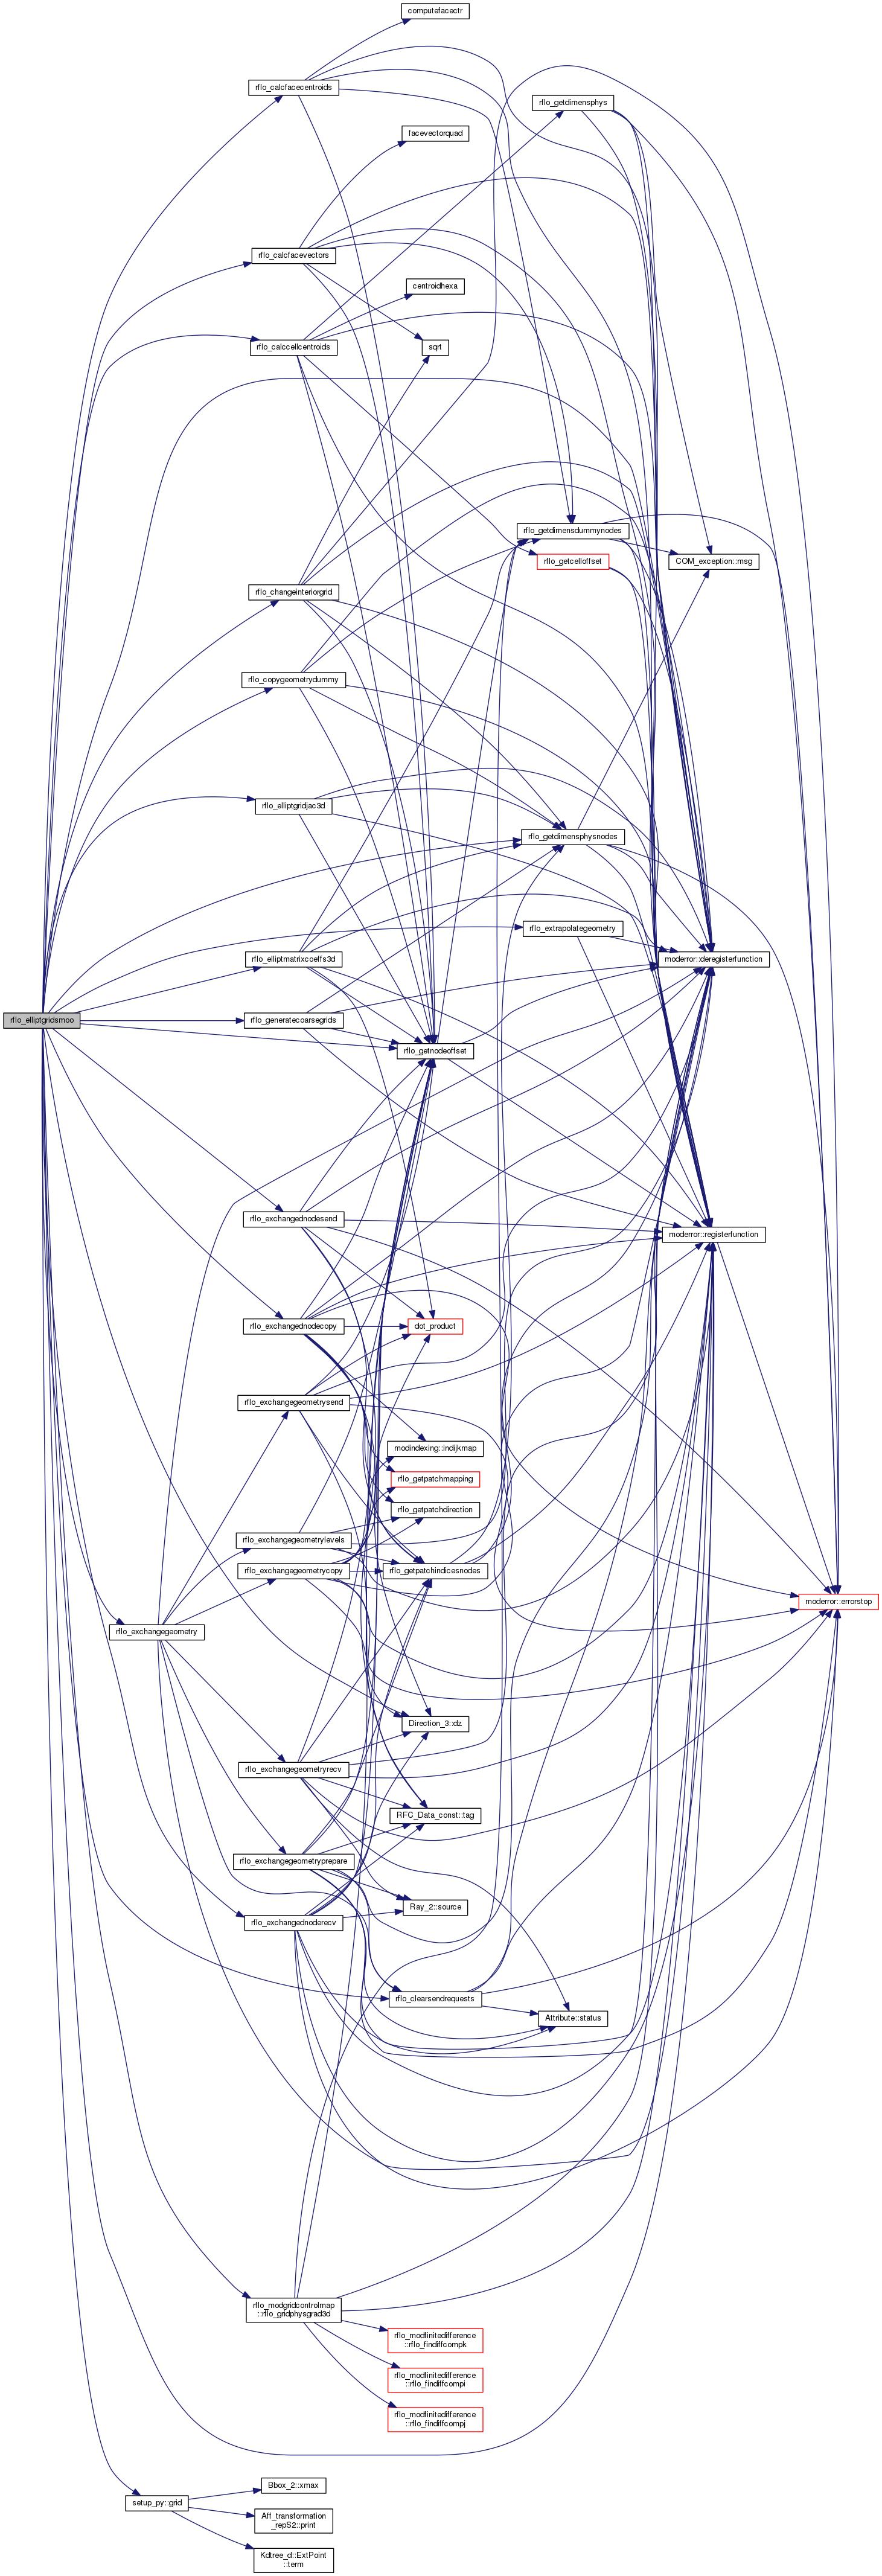 computefacectr
rflo_calcfacecentroids
rflo_getdimensphys
facevectorquad
rflo_calcfacevectors
centroidhexa
rflo_calccellcentroids
sqrt
rflo_getdimensdummynodes
rflo_getcelloffset
COM_exception::msg
rflo_changeinteriorgrid
rflo_copygeometrydummy
rflo_elliptgridjac3d
rflo_getdimensphysnodes
rflo_extrapolategeometry
rflo_elliptmatrixcoeffs3d
moderror::deregisterfunction
rflo_elliptgridsmoo
rflo_generatecoarsegrids
rflo_getnodeoffset
rflo_exchangednodesend
moderror::registerfunction
rflo_exchangednodecopy
dot_product
rflo_exchangegeometrysend
modindexing::indijkmap
rflo_getpatchmapping
rflo_getpatchdirection
rflo_exchangegeometrylevels
rflo_exchangegeometrycopy
rflo_getpatchindicesnodes
moderror::errorstop
rflo_exchangegeometry
Direction_3::dz
rflo_exchangegeometryrecv
RFC_Data_const::tag
rflo_exchangegeometryprepare
Ray_2::source
rflo_exchangednoderecv
rflo_clearsendrequests
Attribute::status
rflo_modgridcontrolmap
::rflo_gridphysgrad3d
rflo_modfinitedifference
::rflo_findiffcompk
rflo_modfinitedifference
::rflo_findiffcompi
rflo_modfinitedifference
::rflo_findiffcompj
Bbox_2::xmax
setup_py::grid
Aff_transformation
_repS2::print
Kdtree_d::ExtPoint
::term